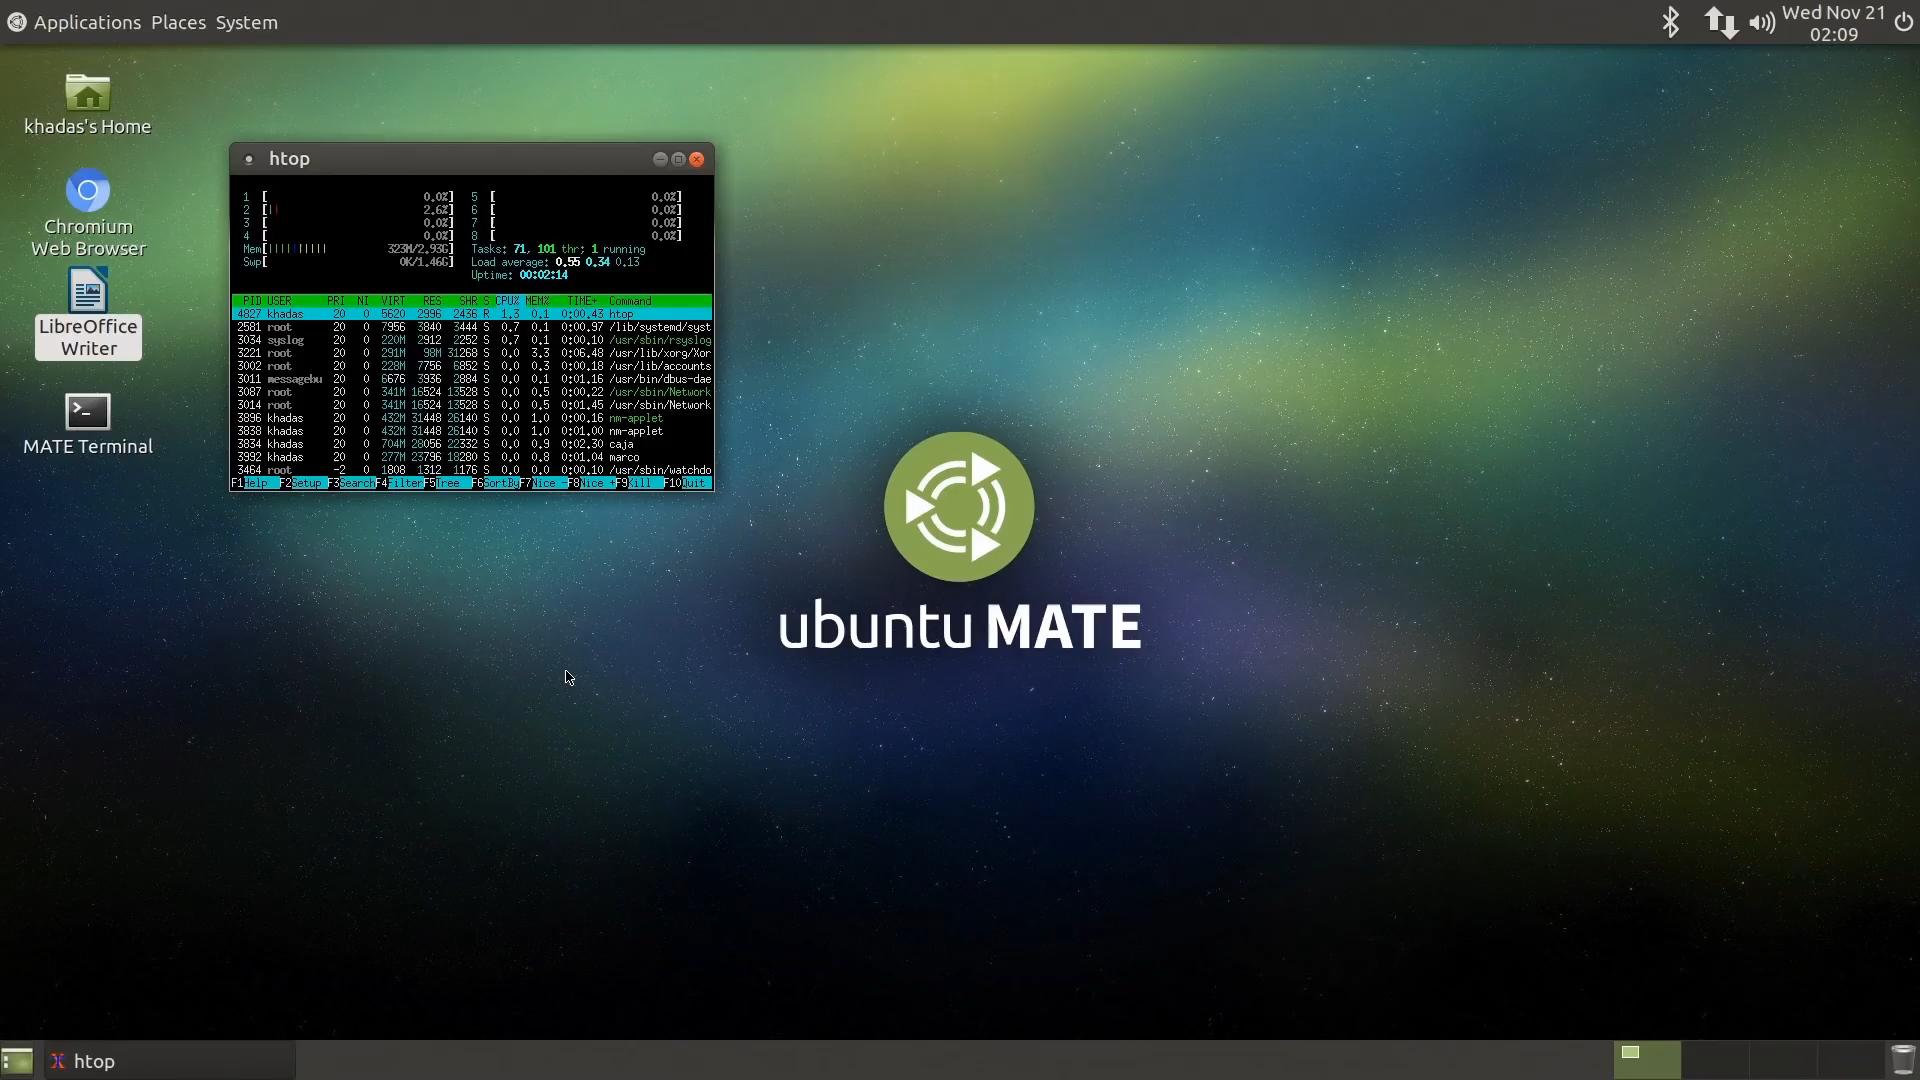 Applications Places System
Wed Nov 21
02:09
khadas's Home
Chromium
Web Browser
LibreOffice
Writer
MATE Terminal
htop
1 [ 0.0%] 5 [ 0.0%]
2 [|| 2.6%] 6 [ 0.0%]
3 [ 0.0%] 7 [ 0.0%]
4 [ 0.0%] 8 [ 0.0%]
Mem[|||||||||| 323M/2.93G] Tasks: 71, 101 thr; 1 running
Swp[ 0K/1.46G] Load average: 0.55 0.34 0.13
Uptime: 00:02:14
PID USER PRI NI VIRT RES SHR S CPU% MEM% TIME+ Command
4827 khadas 20 0 5620 2996 2436 R 1.3 0.1 0:00.43 htop
2581 root 20 0 7956 3840 3444 S 0.7 0.1 0:00.97 /lib/systemd/syst
3034 syslog 20 0 220M 2912 2252 S 0.7 0.1 0:00.10 /usr/sbin/rsyslog
3221 root 20 0 291M 98M 31268 S 0.0 3.3 0:06.48 /usr/lib/xorg/Xor
3002 root 20 0 228M 7756 6852 S 0.0 0.3 0:00.18 /usr/lib/accounts
3011 messagebu 20 0 6676 3936 2884 S 0.0 0.1 0:01.16 /usr/bin/dbus-dae
3087 root 20 0 341M 16524 13528 S 0.0 0.5 0:00.22 /usr/sbin/Network
3014 root 20 0 341M 16524 13528 S 0.0 0.5 0:01.45 /usr/sbin/Network
3896 khadas 20 0 432M 31448 26140 S 0.0 1.0 0:00.16 nm-applet
3838 khadas 20 0 432M 31448 26140 S 0.0 1.0 0:01.00 nm-applet
3834 khadas 20 0 704M 28056 22332 S 0.0 0.9 0:02.30 caja
3992 khadas 20 0 277M 23796 18280 S 0.0 0.8 0:01.04 marco
3464 root -2 0 1808 1312 1176 S 0.0 0.0 0:00.10 /usr/sbin/watchdo
F1Help F2Setup F3SearchF4FilterF5Tree F6SortByF7Nice -F8Nice +F9Kill F10Quit
ubuntu MATE
htop